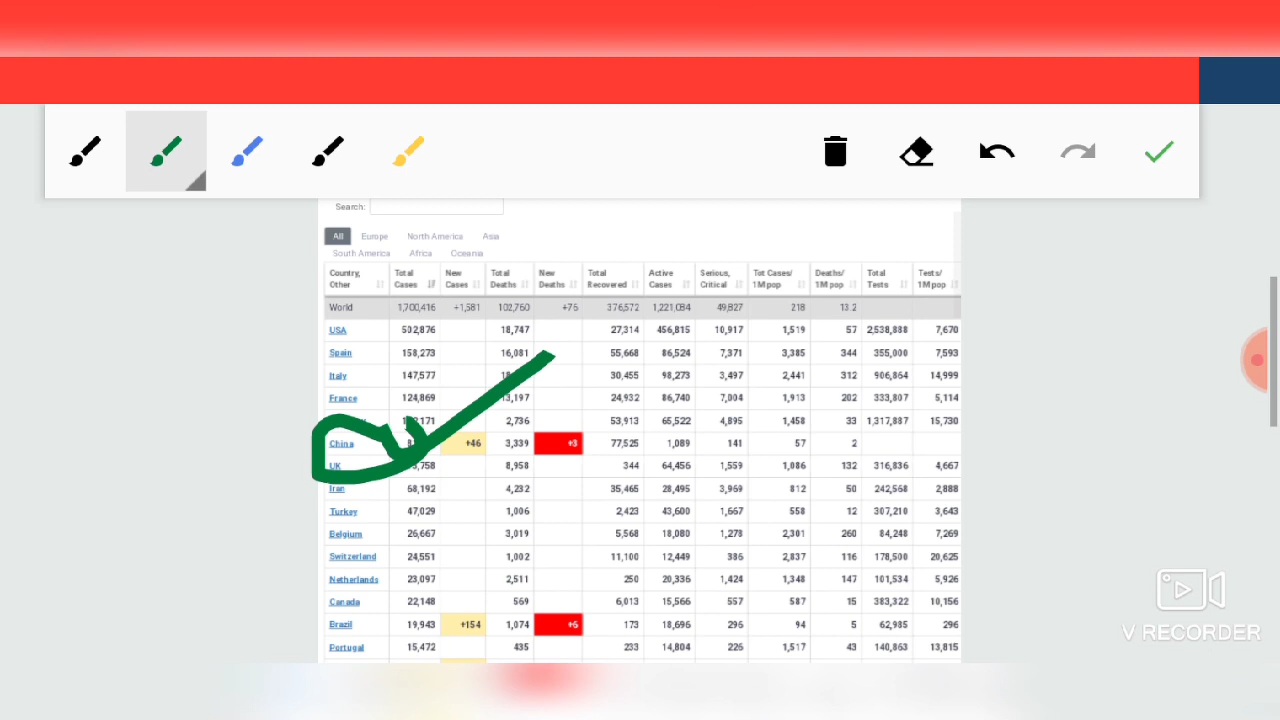 Search:
All Europe North America Asia
South America Africa Oceania
Country, Other Total Cases New Cases Total Deaths New Deaths Total Recovered Active Cases Serious, Critical Tot Cases/ 1M pop Deaths/ 1M pop Total Tests Tests/ 1M pop
World 1,700,416 +1,581 102,760 +75 376,572 1,221,084 49,827 218 13.2
USA 502,876 18,747 27,314 456,815 10,917 1,519 57 2,538,888 7,670
Spain 158,273 16,081 55,668 86,524 7,371 3,385 344 355,000 7,593
Italy 147,577 30,455 98,273 3,497 2,441 312 906,864 14,999
France 124,869 24,932 86,740 7,004 1,913 202 333,807 5,114
2,736 53,913 65,522 4,895 1,458 33 1,317,887 15,730
China +46 3,339 +3 77,525 1,089 141 57 2
UK 8,958 344 64,456 1,559 1,086 132 316,836 4,667
Iran 68,192 4,232 35,465 28,495 3,969 812 50 242,568 2,888
Turkey 47,029 1,006 2,423 43,600 1,667 558 12 307,210 3,643
Belgium 26,667 3,019 5,568 18,080 1,278 2,301 260 84,248 7,269
Switzerland 24,551 1,002 11,100 12,449 386 2,837 116 178,500 20,625
Netherlands 23,097 2,511 250 20,336 1,424 1,348 147 101,534 5,926
Canada 22,148 569 6,013 15,566 557 587 15 383,322 10,156
Brazil 19,943 +154 1,074 +6 173 18,696 296 94 5 62,985 296
Portugal 15,472 435 233 14,804 226 1,517 43 140,863 13,815
V RECORDER